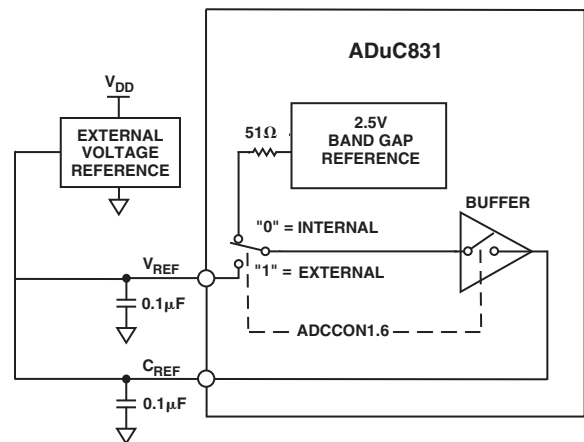 ADuC831
V_DD
EXTERNAL
VOLTAGE
REFERENCE
51Ω
2.5V
BAND GAP
REFERENCE
BUFFER
"0" = INTERNAL
V_REF
"1" = EXTERNAL
0.1μF
ADCCON1.6
C_REF
0.1μF